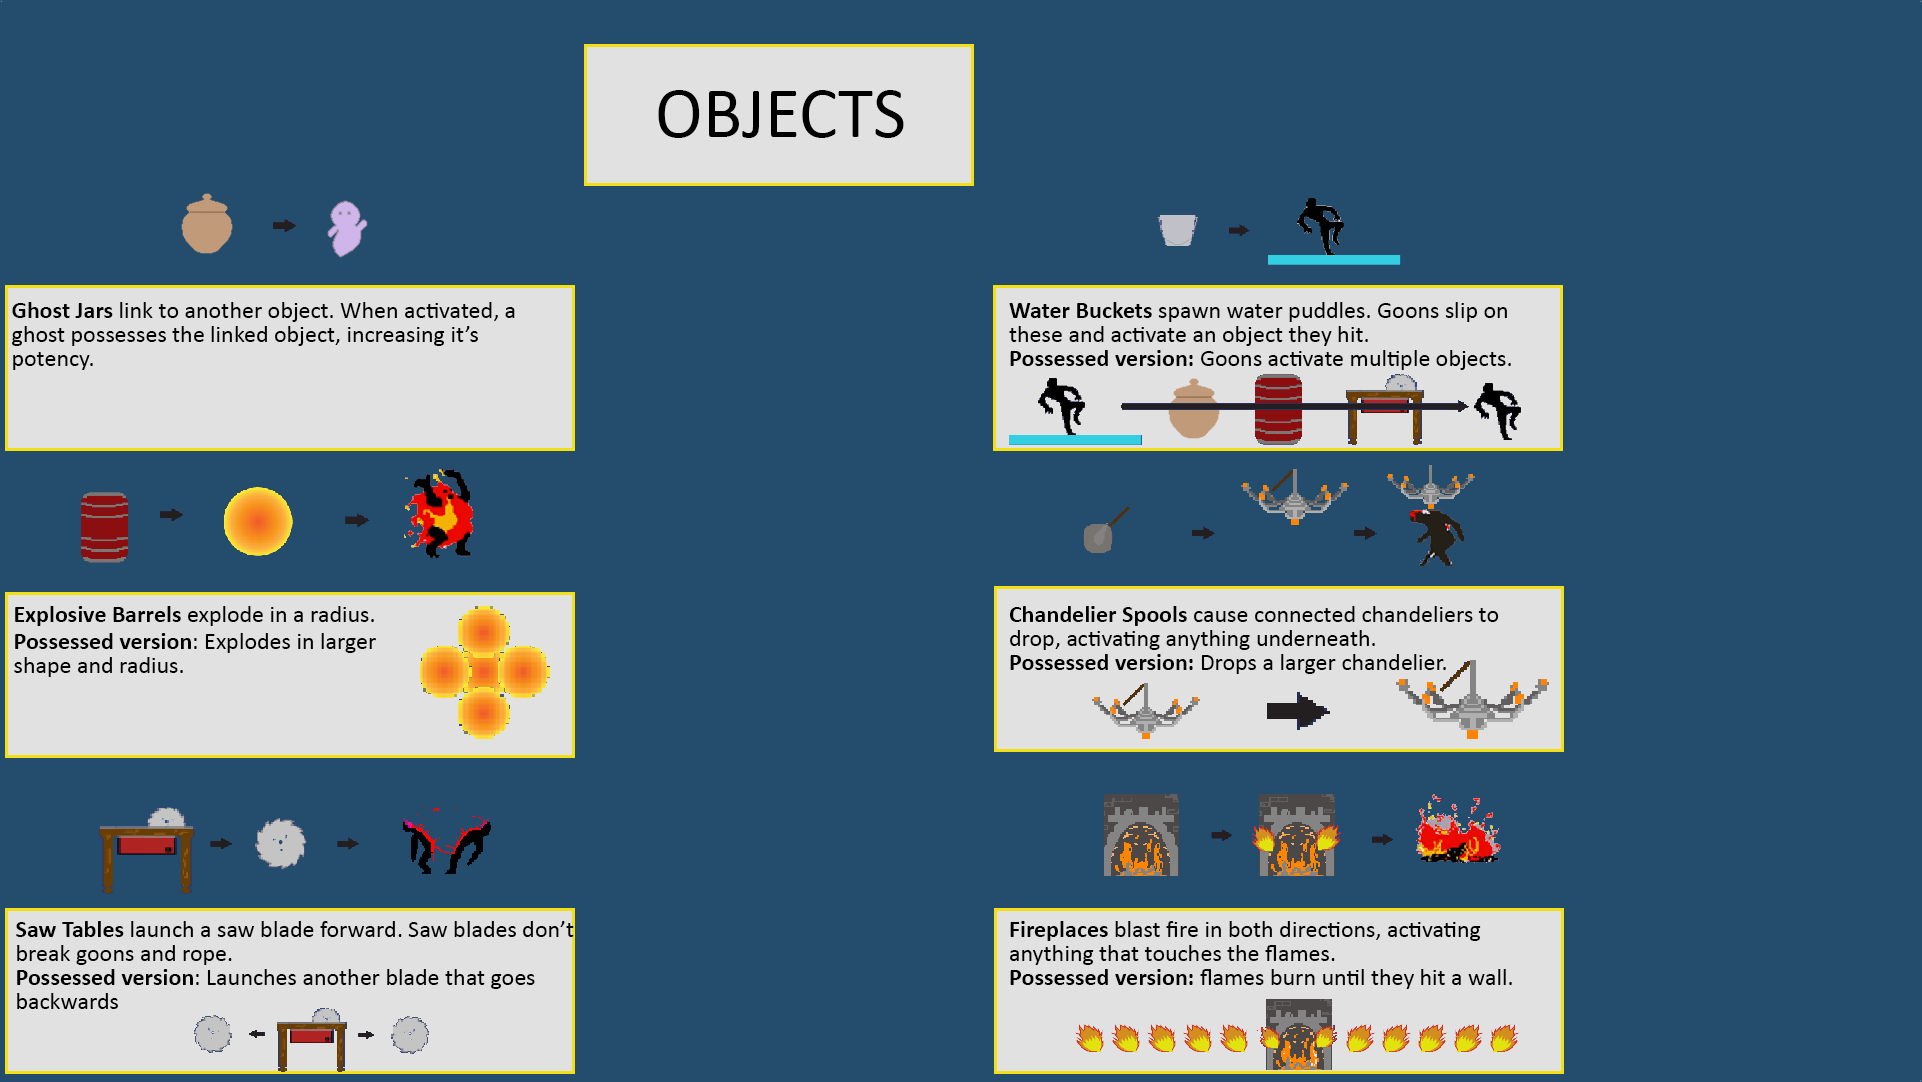 OBJECTS
Ghost Jars link to another object. When activated, a
ghost possesses the linked object, increasing it’s
potency.
Water Buckets spawn water puddles. Goons slip on
these and activate an object they hit.
Possessed version: Goons activate multiple objects.
Explosive Barrels explode in a radius.
Possessed version: Explodes in larger
shape and radius.
Chandelier Spools cause connected chandeliers to
drop, activating anything underneath.
Possessed version: Drops a larger chandelier.
Saw Tables launch a saw blade forward. Saw blades don’t
break goons and rope.
Possessed version: Launches another blade that goes
backwards
Fireplaces blast fire in both directions, activating
anything that touches the flames.
Possessed version: flames burn until they hit a wall.